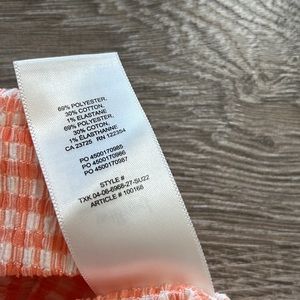 69% POLYESTER,
30% COTTON,
1% ELASTANE
69% POLYESTER,
30% COTON,
1% ÉLASTHANNE
CA 23725 RN 122354
PO 4500170985
PO 4500170986
PO 4500170987
STYLE #
TXK 04-06-6968-27-SU22
ARTICLE # 100168